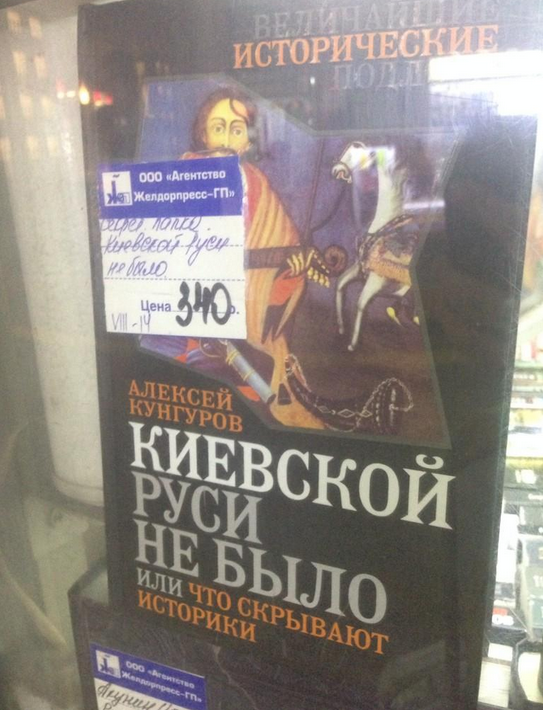 ВЕЛИЧАЙШИЕ
ИСТОРИЧЕСКИЕ
ООО «Агентство
Желдорпресс-ГП»
Киевской Руси
не было
Цена 340 р.
VIII-14
АЛЕКСЕЙ
КУНГУРОВ
КИЕВСКОЙ
РУСИ
НЕ БЫЛО
ИЛИ ЧТО СКРЫВАЮТ
ИСТОРИКИ
ООО «Агентство
Желдорпресс-ГП»